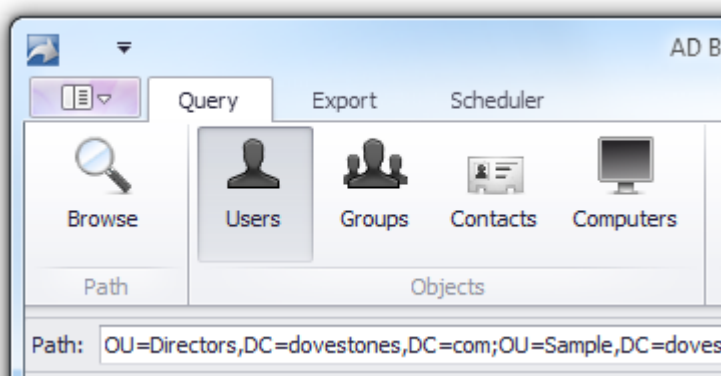 AD B
Query Export Scheduler
Browse Users Groups Contacts Computers
Path Objects
Path: OU=Directors,DC=dovestones,DC=com;OU=Sample,DC=doves